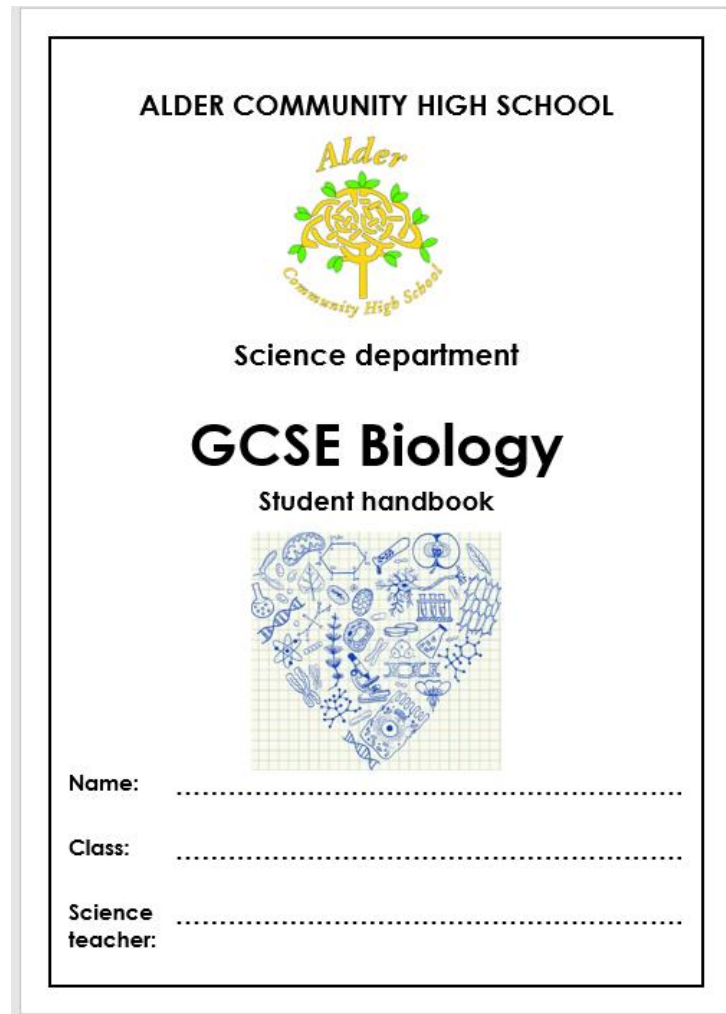 ALDER COMMUNITY HIGH SCHOOL
Alder
Community High School
Science department
GCSE Biology
Student handbook
Name: ………………………………………………………
Class: ………………………………………………………
Science ………………………………………………………
teacher: